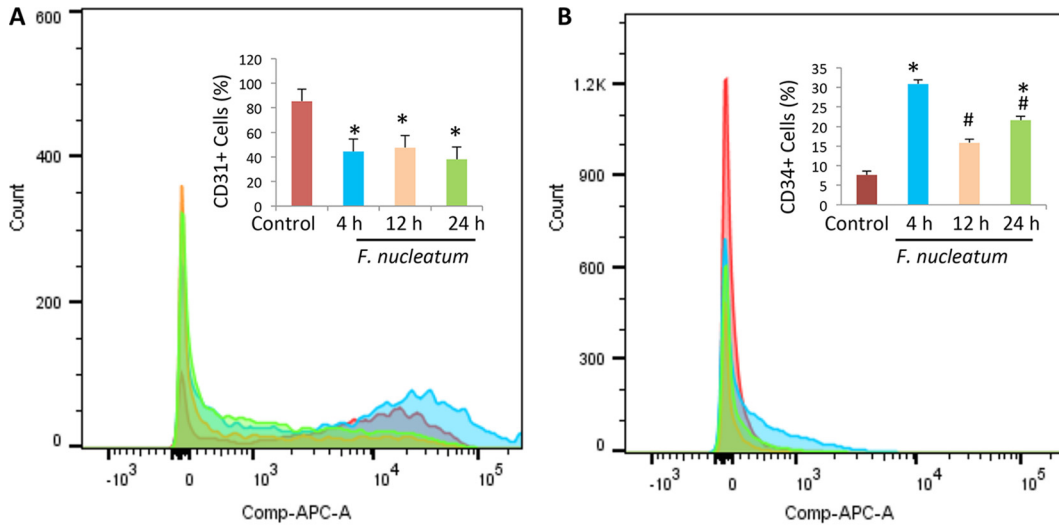 A
600
400
200
0
Count
-10³ 0 10³ 10⁴ 10⁵
Comp-APC-A
120
100
80
60
40
20
0
CD31+ Cells (%)
*
*
*
Control 4 h 12 h 24 h
F. nucleatum
B
1.2K
900
600
300
0
Count
-10³ 0 10³ 10⁴ 10⁵
Comp-APC-A
35
30
25
20
15
10
5
0
CD34+ Cells (%)
*
#
*
#
Control 4 h 12 h 24 h
F. nucleatum